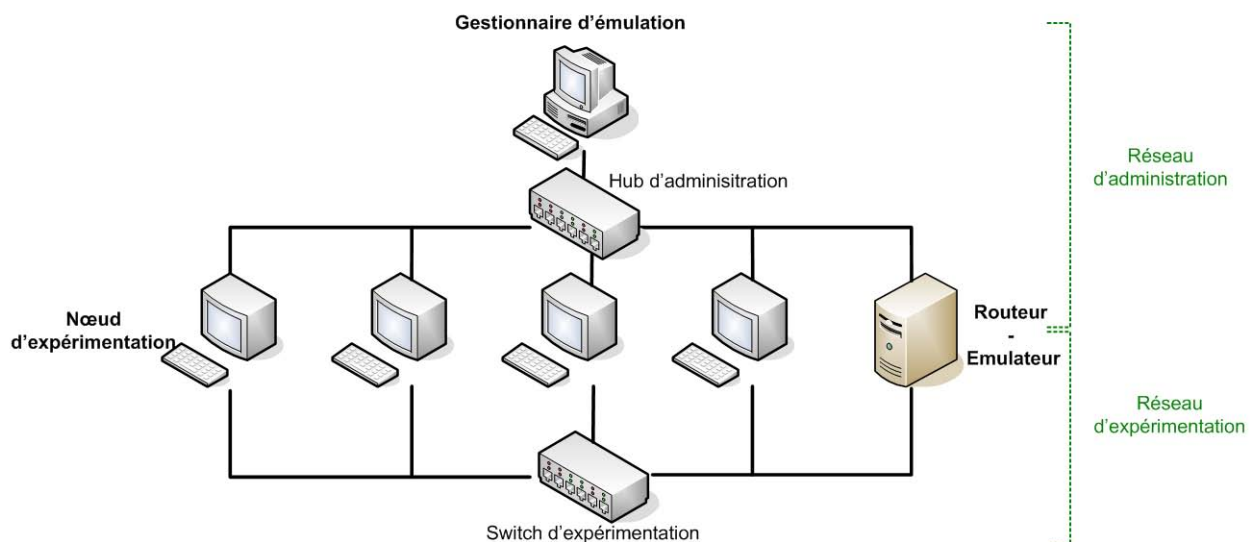 Gestionnaire d'émulation
Hub d'adminisitration
Réseau
d'administration
Nœud
d'expérimentation
Routeur
-
Emulateur
Réseau
d'expérimentation
Switch d'expérimentation